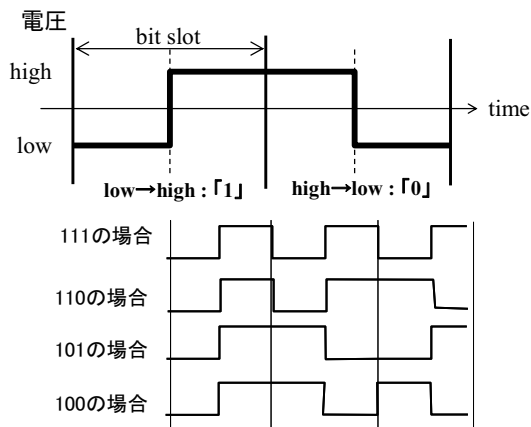 電圧
bit slot
high
time
low
low→high : ｢1｣
high→low : ｢0｣
111の場合
110の場合
101の場合
100の場合